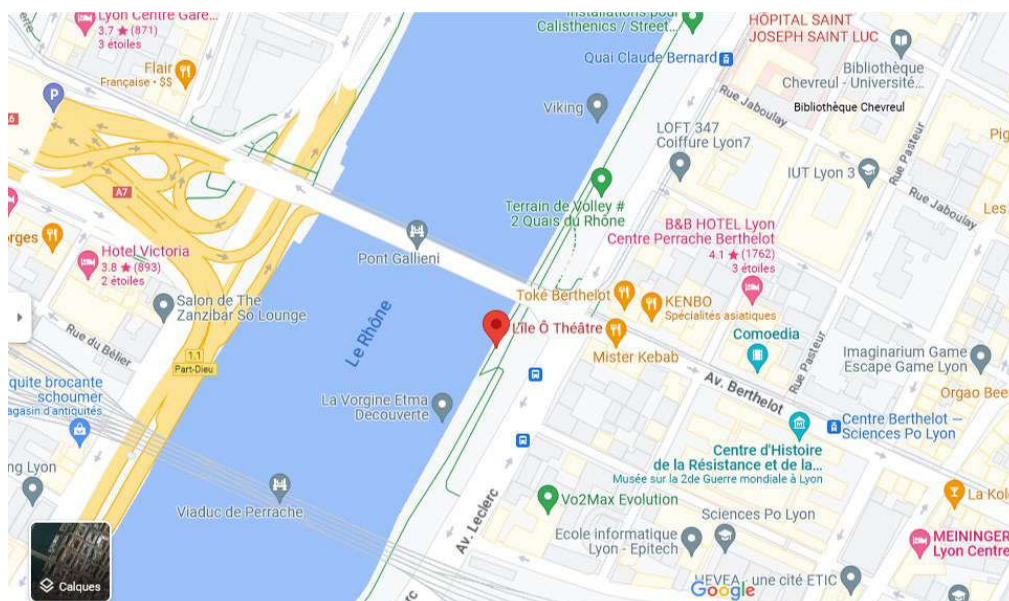 Lyon Centre Gare...
3.7 ★ (871)
3 étoiles
Flair
Française • $$
P
A7
Hotel Victoria
3.8 ★ (893)
2 étoiles
Salon de The
Zanzibar So Lounge
Rue du Bélier
1.1
Part-Dieu
Viaduc de Perrache
Calques
Pont Gallieni
Le Rhône
La Vorgine Etma
Découverte
Calisthenics / Street...
Quai Claude Bernard
Viking
Terrain de Volley #
2 Quais du Rhône
LOFT 347
Coiffure Lyon7
HÔPITAL SAINT
JOSEPH SAINT LUC
Bibliothèque
Chevreul - Université...
Bibliothèque Chevreul
Rue Jaboulay
IUT Lyon 3
Rue Pasteur
Rue Jaboulay
B&B HOTEL Lyon
Centre Perrache Berthelot
4.1 ★ (1762)
3 étoiles
Toké Berthelot
KENBO
Spécialités asiatiques
L'île Ô Théâtre
Mister Kebab
Comoedia
Rue Pasteur
Imaginarium Game
Escape Game Lyon
Av. Berthelot
Centre Berthelot —
Sciences Po Lyon
Centre d'Histoire
de la Résistance et de la...
Musée sur la 2de Guerre mondiale à Lyon
Vo2Max Evolution
Sciences Po Lyon
Ecole informatique
Lyon - Epitech
Av. Leclerc
MEININGER
Lyon Centre
HEVEA - une cité ETIC
Google